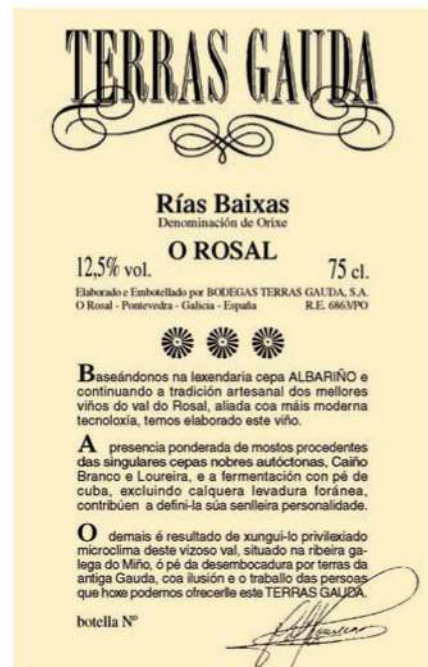 TERRAS GAUDA
Rías Baixas
Denominación de Orixe
O ROSAL
12,5% vol.
75 cl.
Elaborado e Embotellado por BODEGAS TERRAS GAUDA, S.A.
O Rosal - Pontevedra - Galicia - España R.E. 6863/PO
Baseándonos na lexendaria cepa ALBARIÑO e
continuando a tradición artesanal dos mellores
viños do val do Rosal, aliada coa máis moderna
tecnoloxía, temos elaborado este viño.
A presencia ponderada de mostos procedentes
das singulares cepas nobres autóctonas, Caiño
Branco e Loureira, e a fermentación con pé de
cuba, excluindo calquera levadura foránea,
contribúen a defini-la súa senlleira personalidade.
O demais é resultado de xungui-lo privilexiado
microclima deste vizoso val, situado na ribeira ga-
lega do Miño, ó pé da desembocadura por terras da
antiga Gauda, coa ilusión e o traballo das persoas
que hoxe podemos ofrecerlle este TERRAS GAUDA.
botella Nº